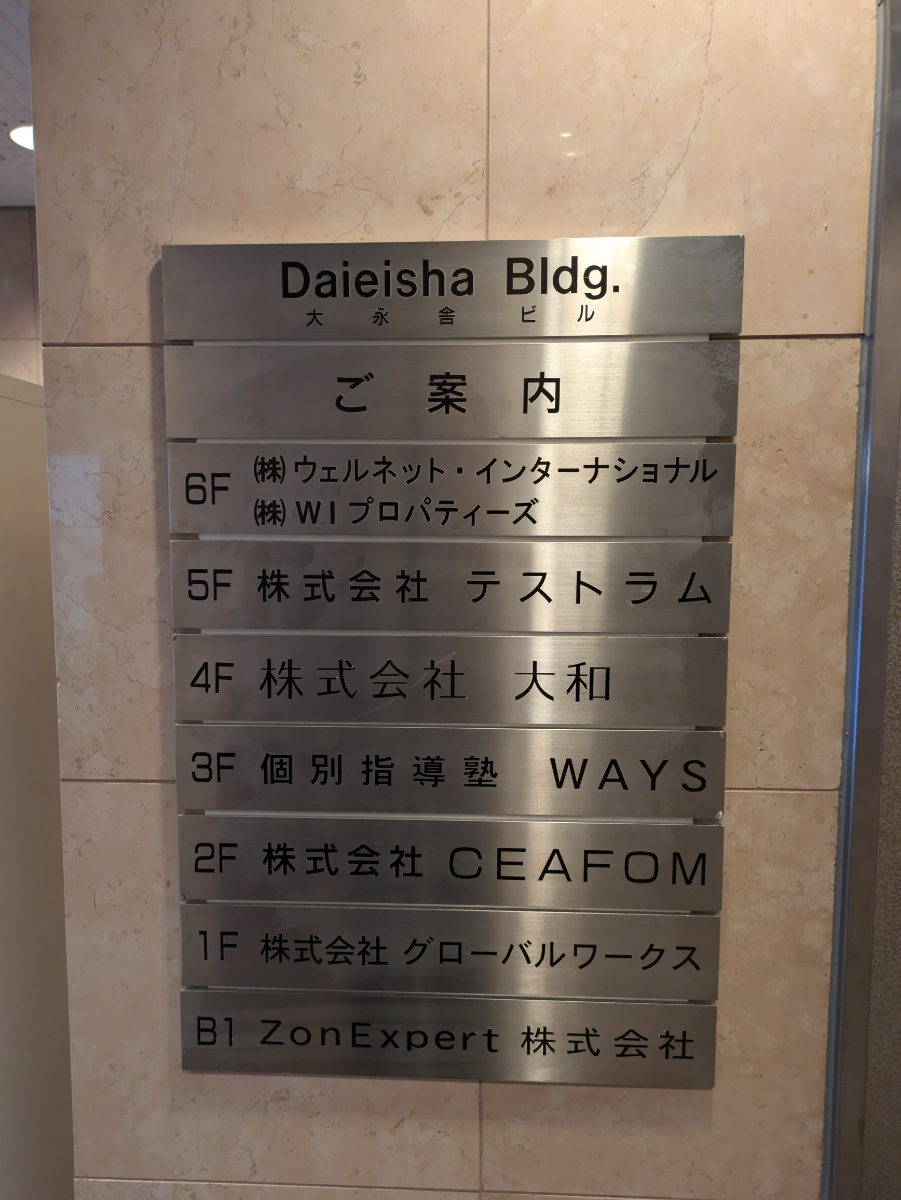 Daieisha Bldg.
大永舎ビル
ご案内
6F ㈱ウェルネット・インターナショナル
㈱WIプロパティーズ
5F 株式会社 テストラム
4F 株式会社 大和
3F 個別指導塾 WAYS
2F 株式会社 CEAFOM
1F 株式会社 グローバルワークス
B1 ZonExpert 株式会社